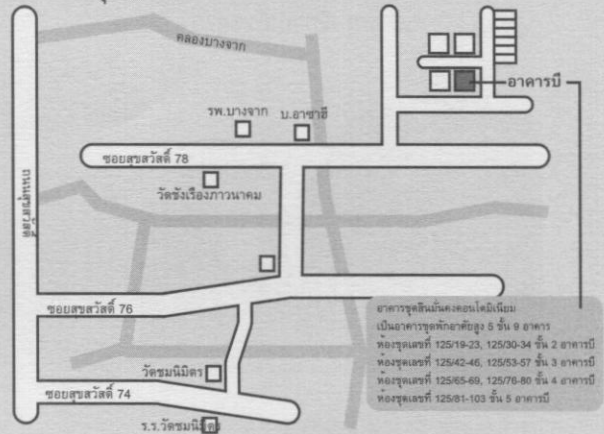 คลองบางจาก
อาคารบี
รพ.บางจาก
บ.อาซาฮี
ซอยสุขสวัสดิ์ 78
วัดชังเรืองภาวนาคม
ถนนสุขสวัสดิ์
ซอยสุขสวัสดิ์ 76
อาคารชุดสินมั่นคงคอนโดมิเนียม
เป็นอาคารชุดพักอาศัยสูง 5 ชั้น 9 อาคาร
ห้องชุดเลขที่ 125/19-23, 125/30-34 ชั้น 2 อาคารบี
ห้องชุดเลขที่ 125/42-46, 125/53-57 ชั้น 3 อาคารบี
ห้องชุดเลขที่ 125/65-69, 125/76-80 ชั้น 4 อาคารบี
ห้องชุดเลขที่ 125/81-103 ชั้น 5 อาคารบี
วัดชมนิมิตร
ซอยสุขสวัสดิ์ 74
ร.ร.วัดชมนิมิตร